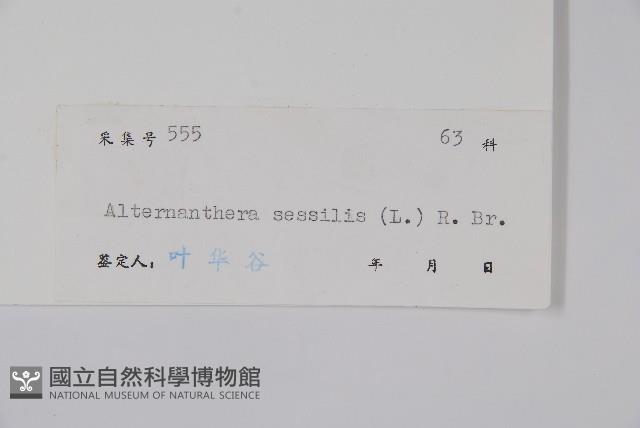 采集号 555 63 科
Alternanthera sessilis (L.) R. Br.
鉴定人: 叶华谷 年 月 日
國立自然科學博物館
NATIONAL MUSEUM OF NATURAL SCIENCE